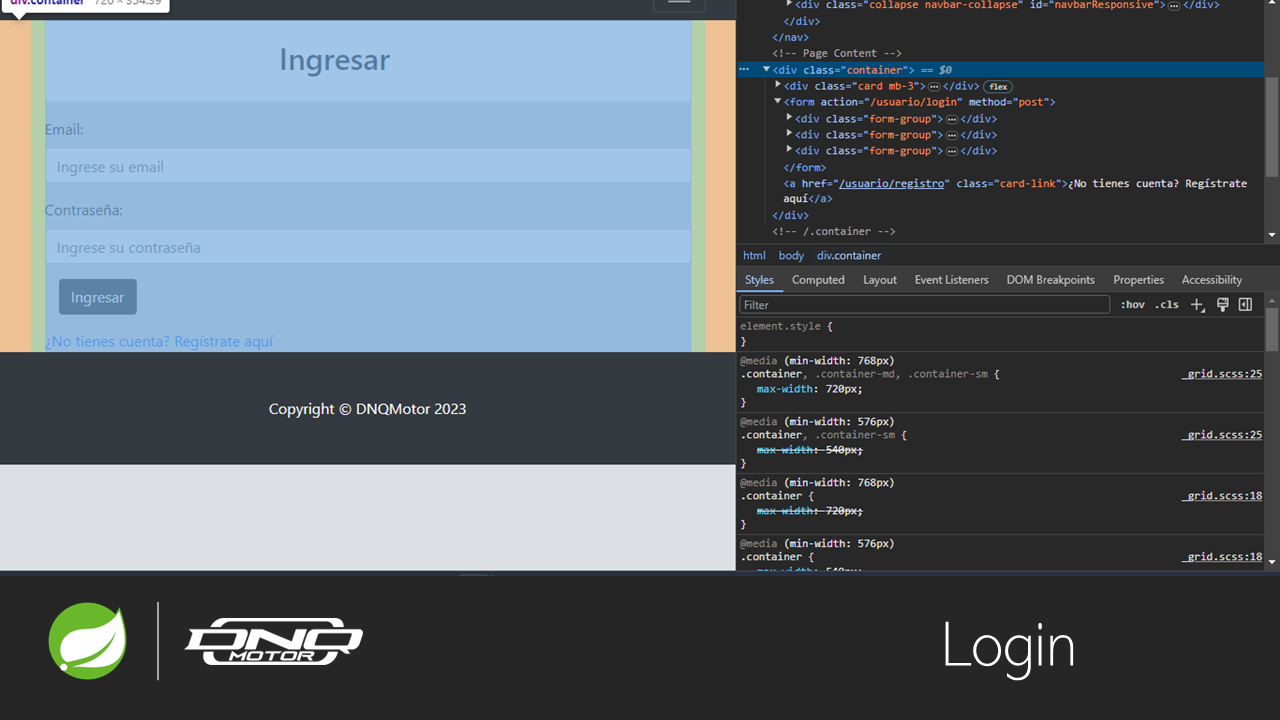 div.container 720 × 554.39
Ingresar
Email:
Ingrese su email
Contraseña:
Ingrese su contraseña
Ingresar
¿No tienes cuenta? Regístrate aquí
Copyright © DNQMotor 2023
<div class="collapse navbar-collapse" id="navbarResponsive">…</div>
</div>
</nav>
<!-- Page Content -->
<div class="container"> == $0
<div class="card mb-3">…</div> flex
<form action="/usuario/login" method="post">
<div class="form-group">…</div>
<div class="form-group">…</div>
<div class="form-group">…</div>
</form>
<a href="/usuario/registro" class="card-link">¿No tienes cuenta? Regístrate
aquí</a>
</div>
<!-- /.container -->
html body div.container
Styles Computed Layout Event Listeners DOM Breakpoints Properties Accessibility
Filter :hov .cls
element.style {
}
@media (min-width: 768px)
.container, .container-md, .container-sm { _grid.scss:25
max-width: 720px;
}
@media (min-width: 576px)
.container, .container-sm { _grid.scss:25
max-width: 540px;
}
@media (min-width: 768px)
.container { _grid.scss:18
max-width: 720px;
}
@media (min-width: 576px)
.container { _grid.scss:18
max-width: 540px;
DNQ
MOTOR
Login